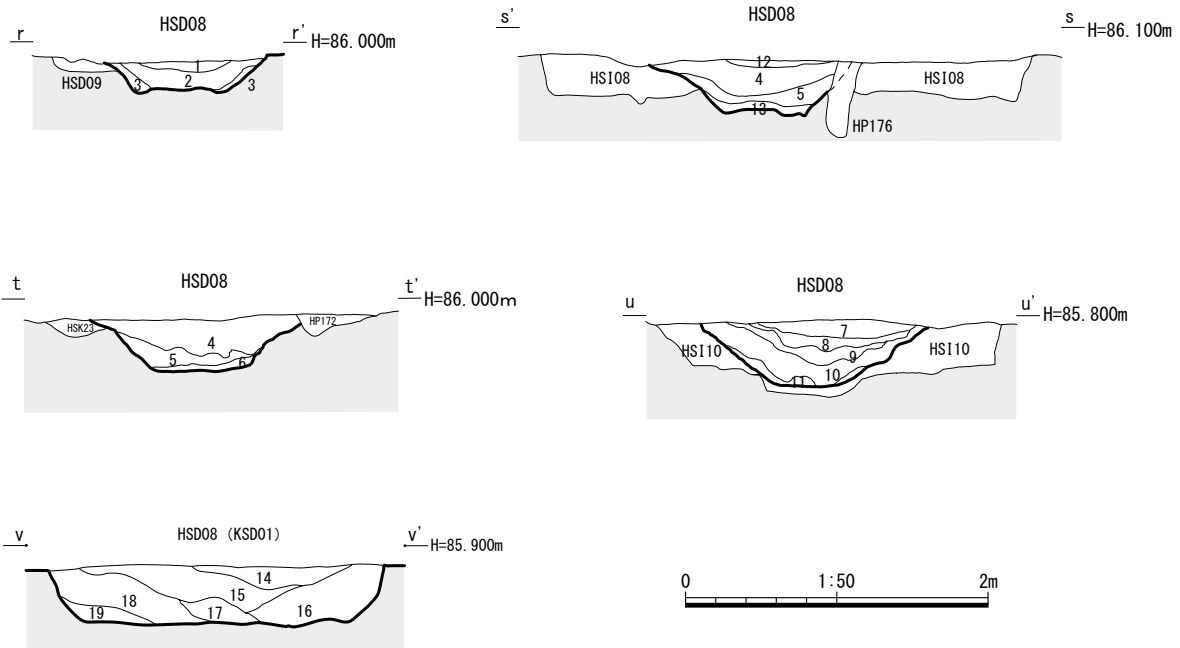 HSD08
r
r' H=86.000m
1
2
3
3
HSD09
HSD08
s'
s H=86.100m
12
HSI08
4
HSI08
5
13
HP176
HSD08
t
t' H=86.000m
HSK23
HP172
4
5
6
HSD08
u
u' H=85.800m
7
8
HSI10
9
HSI10
10
11
HSD08 (KSD01)
v
v' H=85.900m
14
15
18
16
19
17
0 1:50 2m